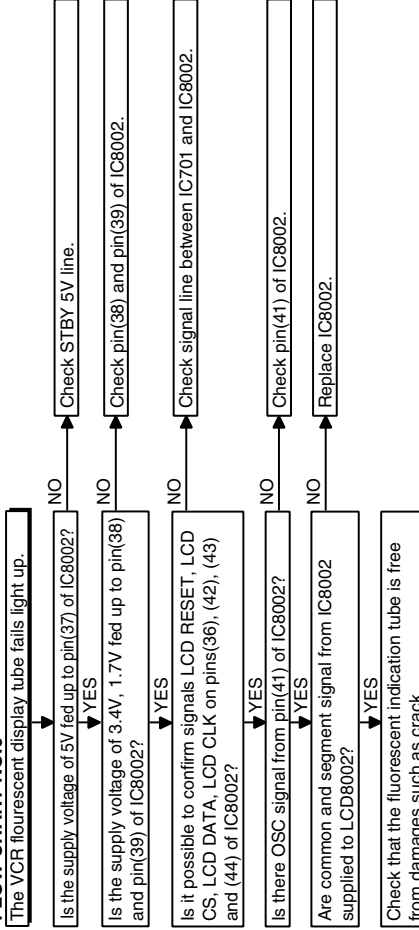 The VCR flourescent display tube fails light up.
Is the supply voltage of 5V fed up to pin(37) of IC8002?
NO
Check STBY 5V line.
YES
Is the supply voltage of 3.4V, 1.7V fed up to pin(38)
and pin(39) of IC8002?
NO
Check pin(38) and pin(39) of IC8002.
YES
Is it possible to confirm signals LCD RESET, LCD
CS, LCD DATA, LCD CLK on pins(36), (42), (43)
and (44) of IC8002?
NO
Check signal line between IC701 and IC8002.
YES
Is there OSC signal from pin(41) of IC8002?
NO
Check pin(41) of IC8002.
YES
Are common and segment signal from IC8002
supplied to LCD8002?
NO
Replace IC8002.
YES
Check that the fluorescent indication tube is free
from damages such as crack